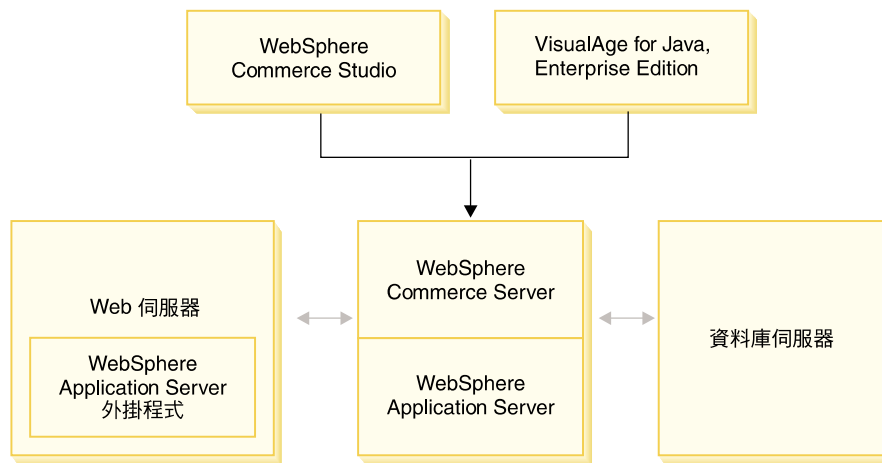 WebSphere
Commerce Studio
VisualAge for Java,
Enterprise Edition
Web 伺服器
WebSphere
Application Server
外掛程式
WebSphere
Commerce Server
WebSphere
Application Server
資料庫伺服器